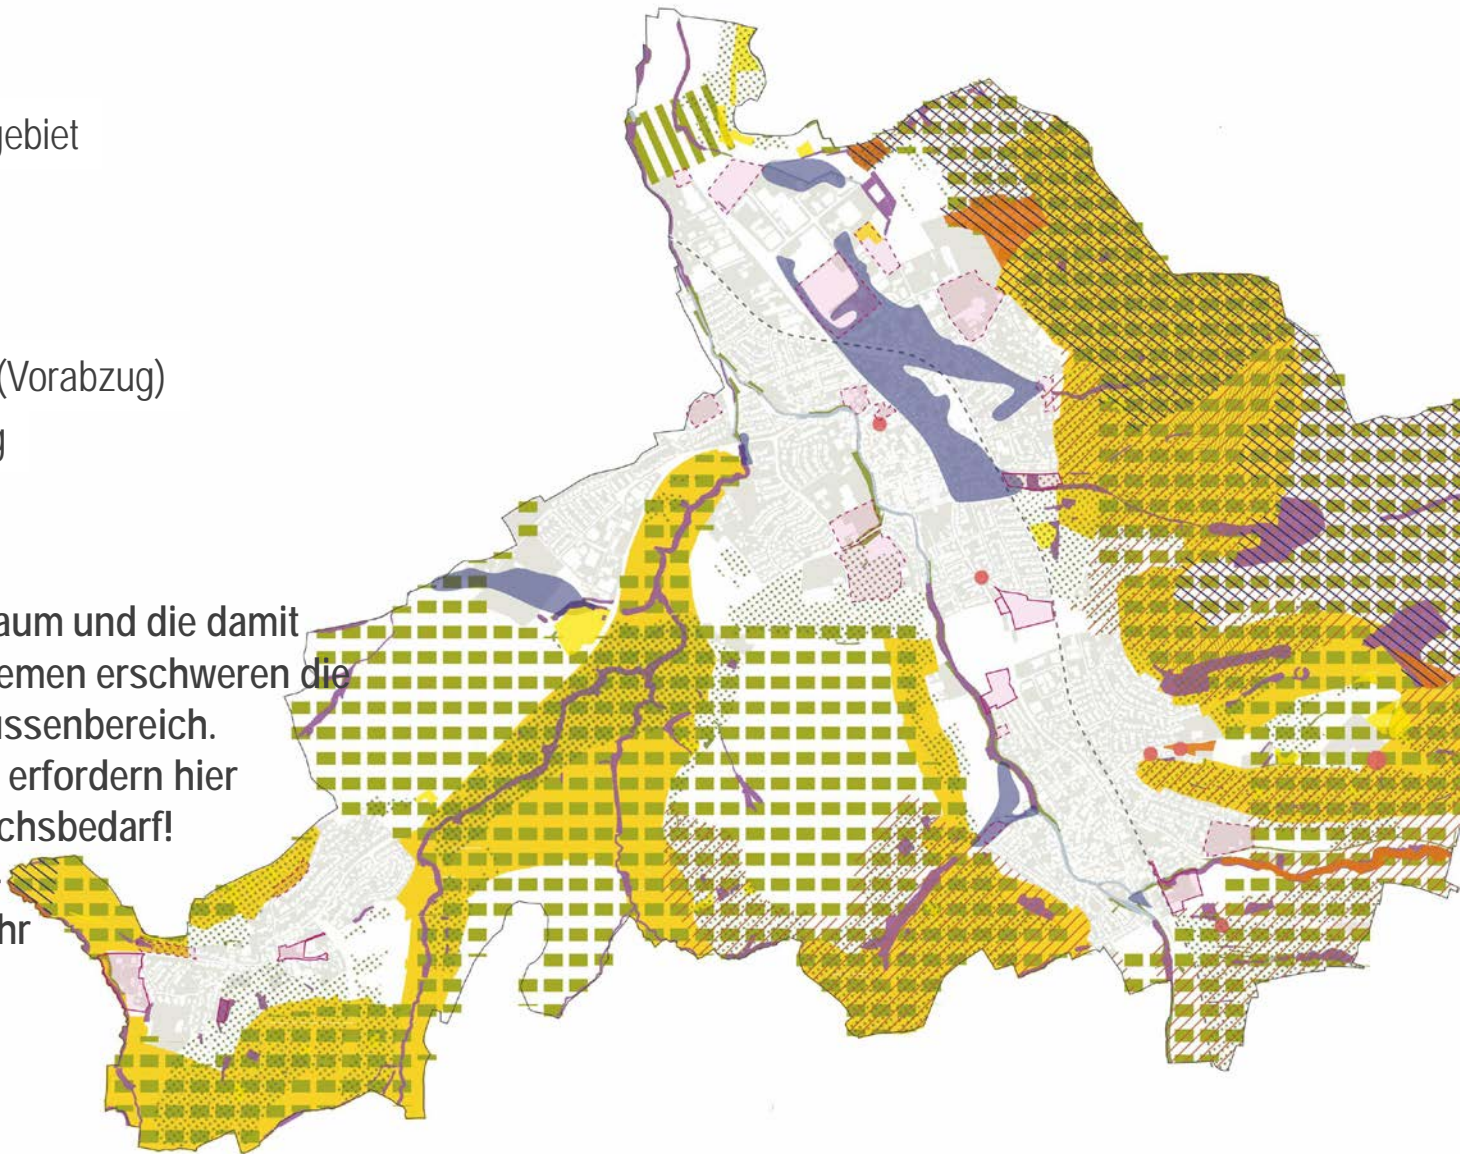 gebiet
(Vorabzug)
g
aum und die damit
emen erschweren die
ussenbereich.
erfordern hier
chsbedarf!
hr